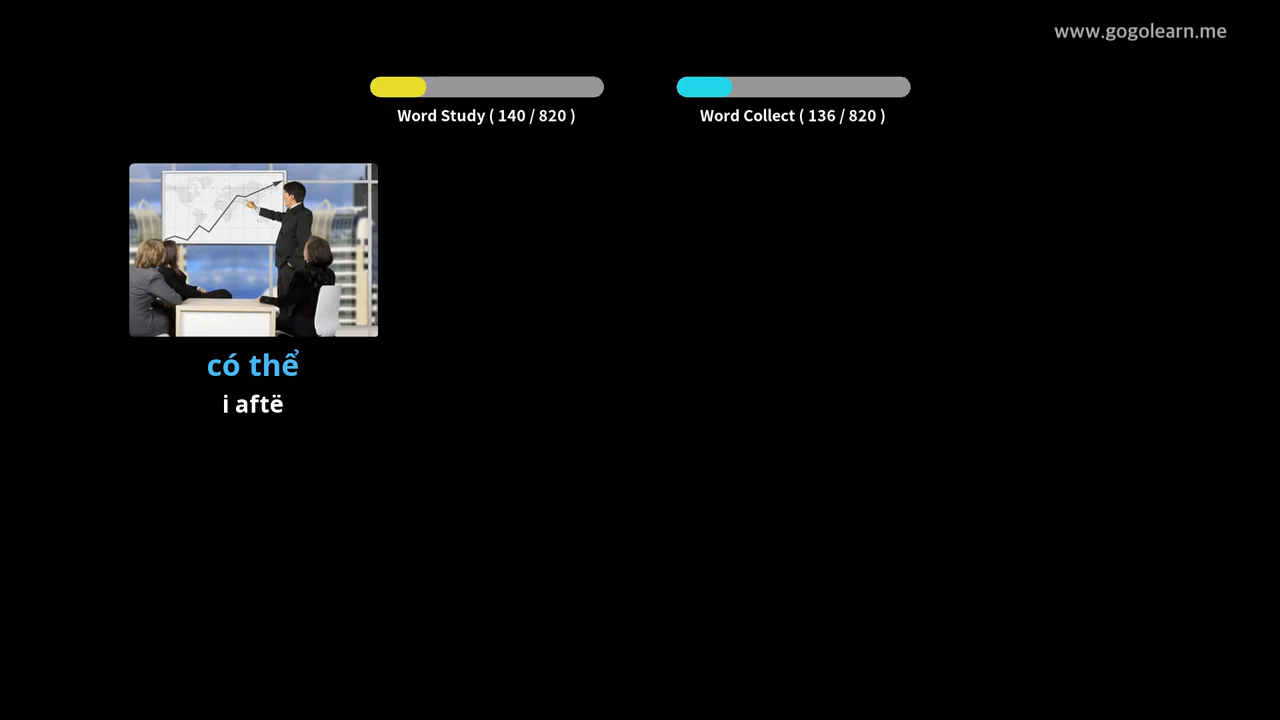 www.gogolearn.me
Word Study ( 140 / 820 )
Word Collect ( 136 / 820 )
có thể
i aftë